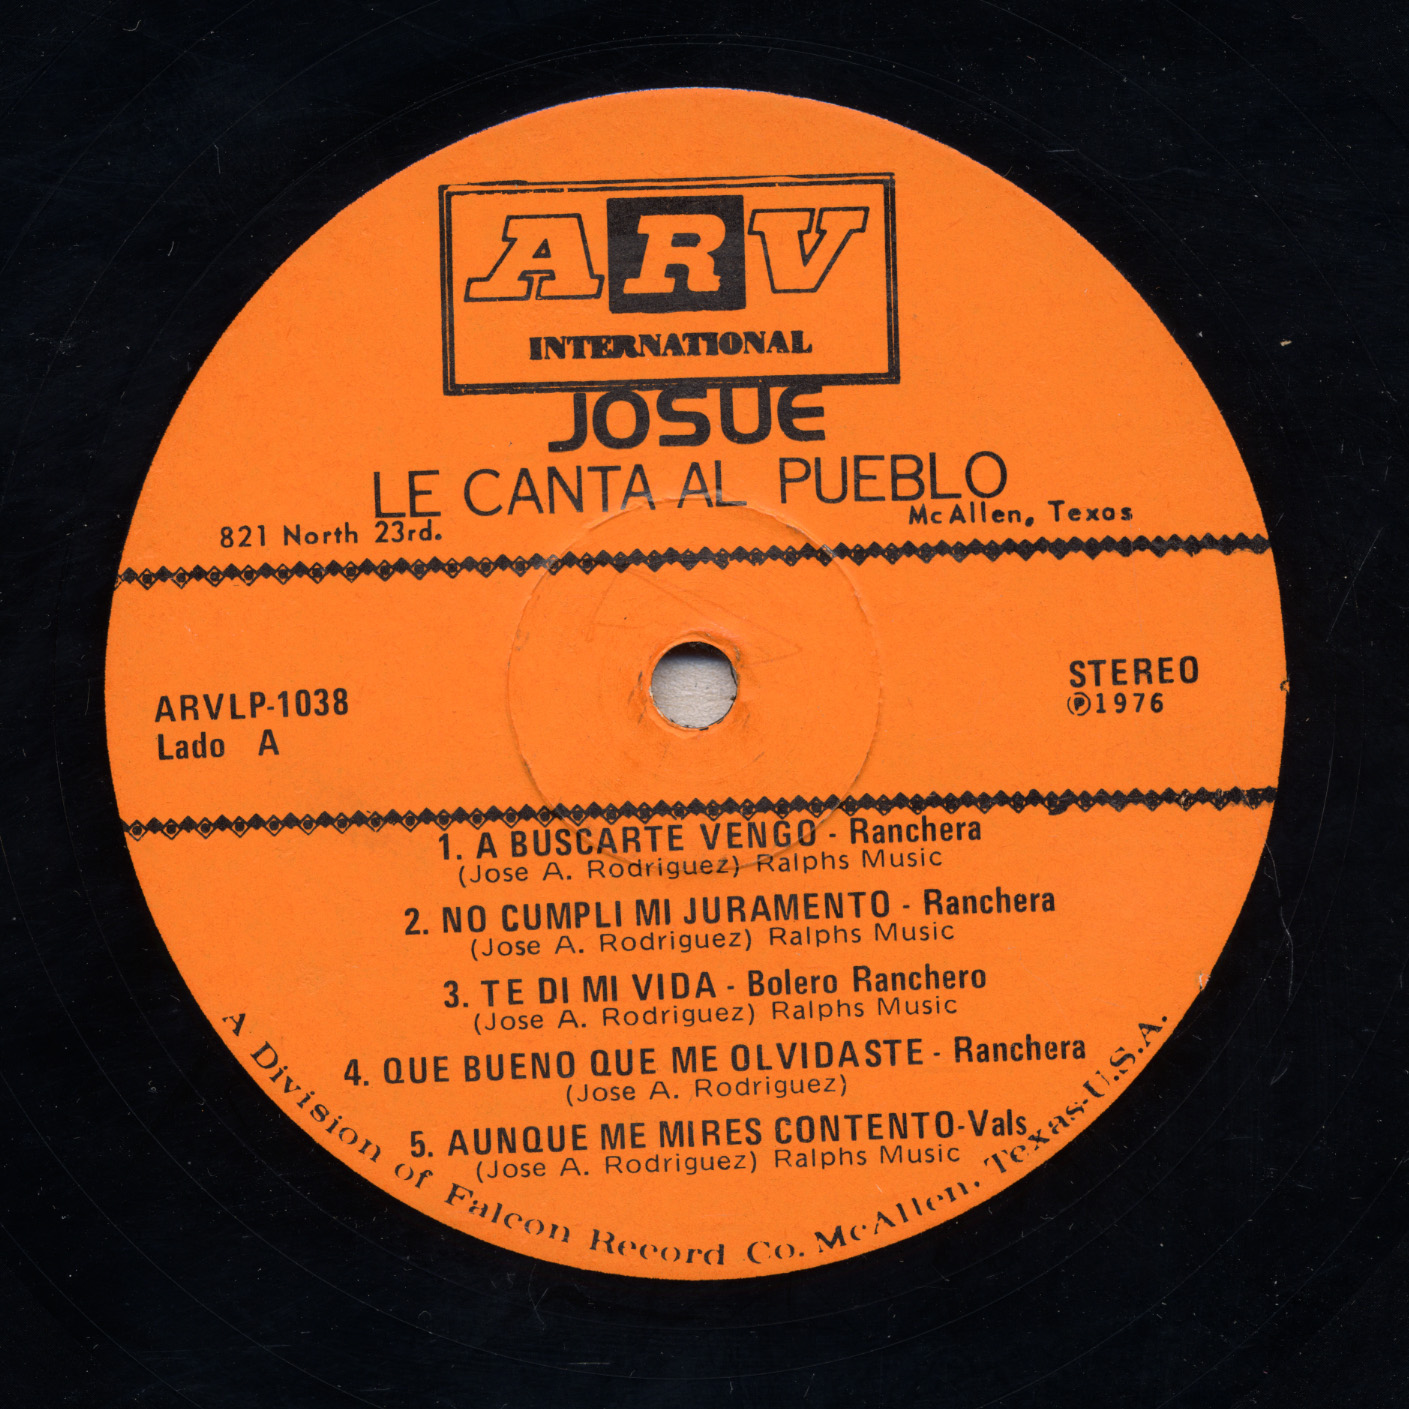 ARV
INTERNATIONAL
JOSUE
LE CANTA AL PUEBLO
821 North 23rd. McAllen, Texas
ARVLP-1038
Lado A
STEREO
℗1976
1. A BUSCARTE VENGO - Ranchera
(Jose A. Rodriguez) Ralphs Music
2. NO CUMPLI MI JURAMENTO - Ranchera
(Jose A. Rodriguez) Ralphs Music
3. TE DI MI VIDA - Bolero Ranchero
(Jose A. Rodriguez) Ralphs Music
4. QUE BUENO QUE ME OLVIDASTE - Ranchera
(Jose A. Rodriguez)
5. AUNQUE ME MIRES CONTENTO-Vals
(Jose A. Rodriguez) Ralphs Music
A Division of Falcon Record Co. McAllen, Texas-U.S.A.